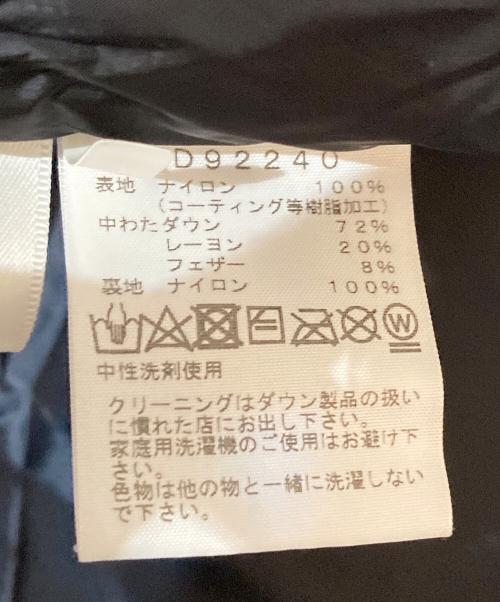 D92240
表地 ナイロン 100%
(コーティング等樹脂加工)
中わた ダウン 72%
レーヨン 20%
フェザー 8%
裏地 ナイロン 100%
W
中性洗剤使用
クリーニングはダウン製品の扱い
に慣れた店にお出し下さい。
家庭用洗濯機のご使用はお避け下
さい。
色物は他の物と一緒に洗濯しない
で下さい。